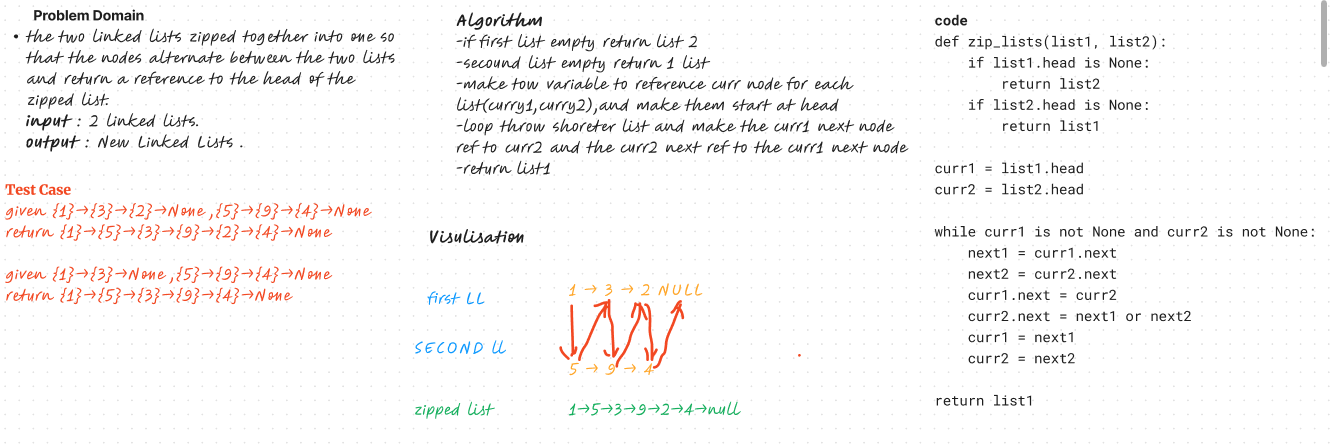 Problem Domain
• the two linked lists zipped together into one so
that the nodes alternate between the two lists
and return a reference to the head of the
zipped list.
input : 2 linked lists.
output : New Linked Lists .
Test Case
given {1}→{3}→{2}→None ,{5}→{9}→{4}→None
return {1}→{5}→{3}→{9}→{2}→{4}→None
given {1}→{3}→None ,{5}→{9}→{4}→None
return {1}→{5}→{3}→{9}→{4}→None
Algorithm
-if first list empty return list 2
-secound list empty return 1 list
-make tow variable to reference curr node for each
list(curry1,curry2),and make them start at head
-loop throw shoreter list and make the curr1 next node
ref to curr2 and the curr2 next ref to the curr1 next node
-return list1
Visulisation
first LL
1 → 3 → 2 NULL
SECOND LL
5 → 9 → 4
zipped list
1→5→3→9→2→4→null
code
def zip_lists(list1, list2):
    if list1.head is None:
        return list2
    if list2.head is None:
        return list1
curr1 = list1.head
curr2 = list2.head
while curr1 is not None and curr2 is not None:
    next1 = curr1.next
    next2 = curr2.next
    curr1.next = curr2
    curr2.next = next1 or next2
    curr1 = next1
    curr2 = next2
return list1